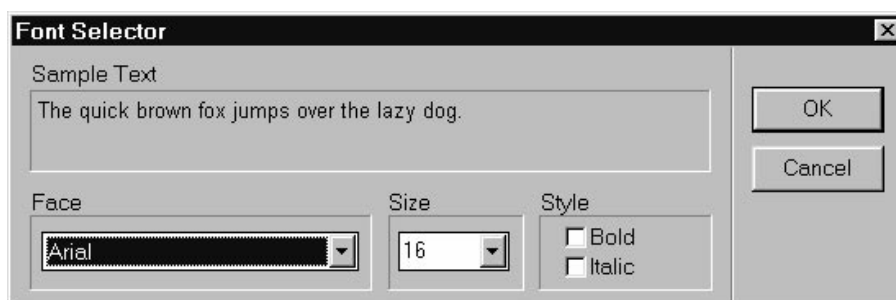 Font Selector
Sample Text
The quick brown fox jumps over the lazy dog.
OK
Cancel
Face
Size
Style
Arial
16
Bold
Italic